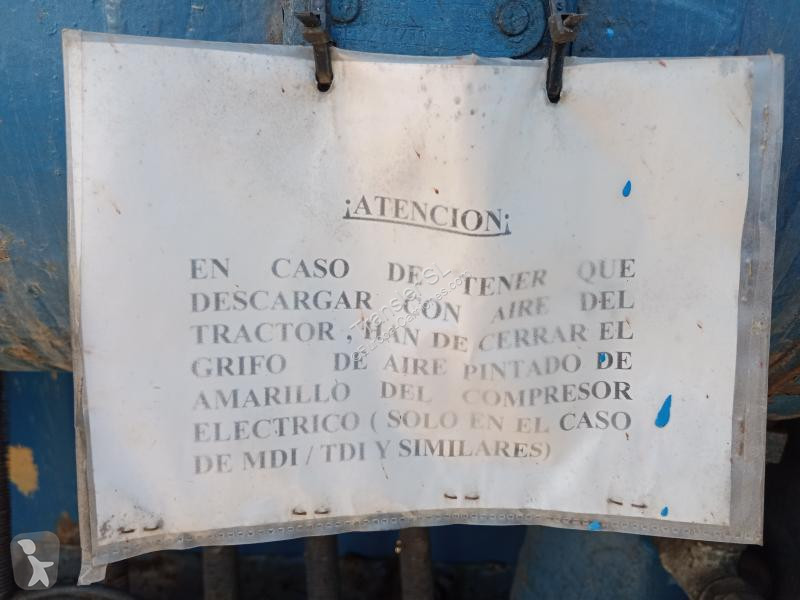 ¡ATENCION¡
EN CASO DE TENER QUE
DESCARGAR CON AIRE DEL
TRACTOR , HAN DE CERRAR EL
GRIFO DE AIRE PINTADO DE
AMARILLO DEL COMPRESOR
ELECTRICO ( SOLO EN EL CASO
DE MDI / TDI Y SIMILARES)